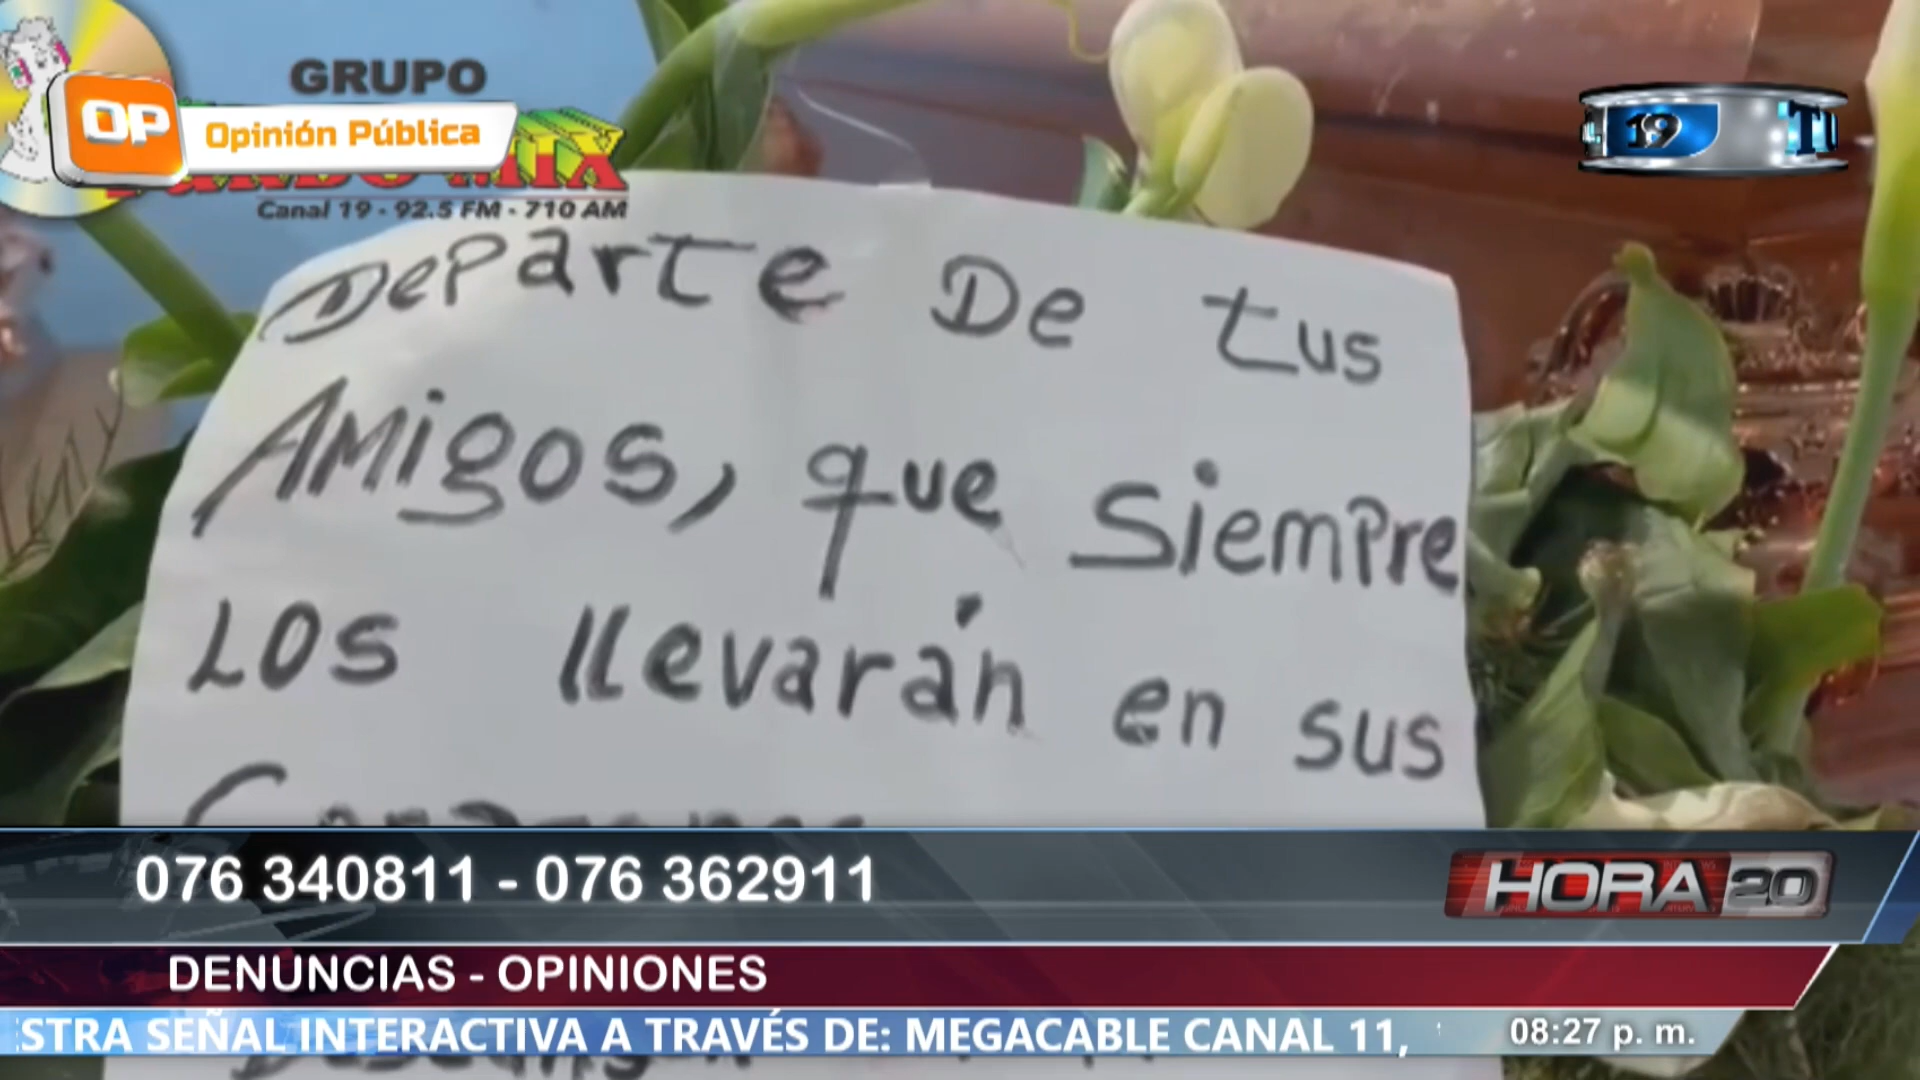 GRUPO
OP Opinión Pública
MIX
Canal 19 - 92.5 FM - 710 AM
19
DEPARTE DE TUS
AMIGOS, que siempre
LOS llevarán en sus
076 340811 - 076 362911
HORA 20
DENUNCIAS - OPINIONES
STRA SEÑAL INTERACTIVA A TRAVÉS DE: MEGACABLE CANAL 11,
08:27 p. m.